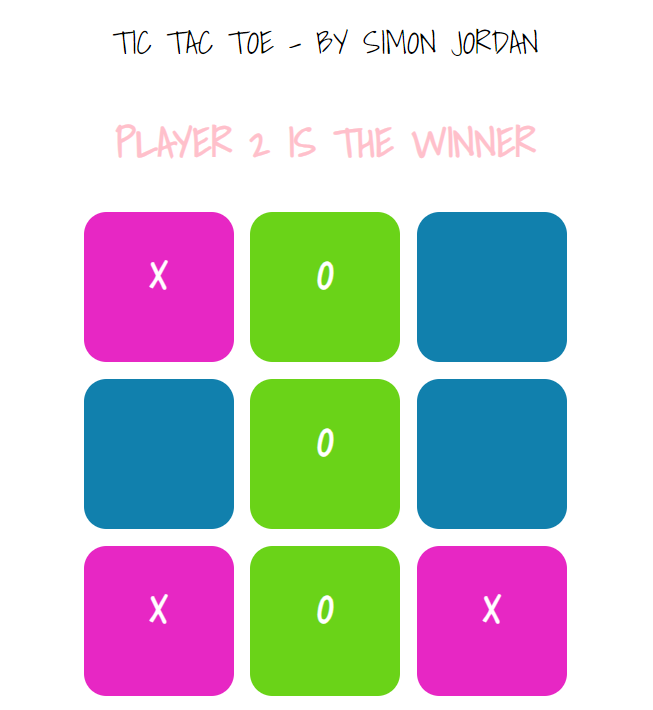 TIC TAC TOE - BY SIMON JORDAN
PLAYER 2 IS THE WINNER
X O
O
X O X